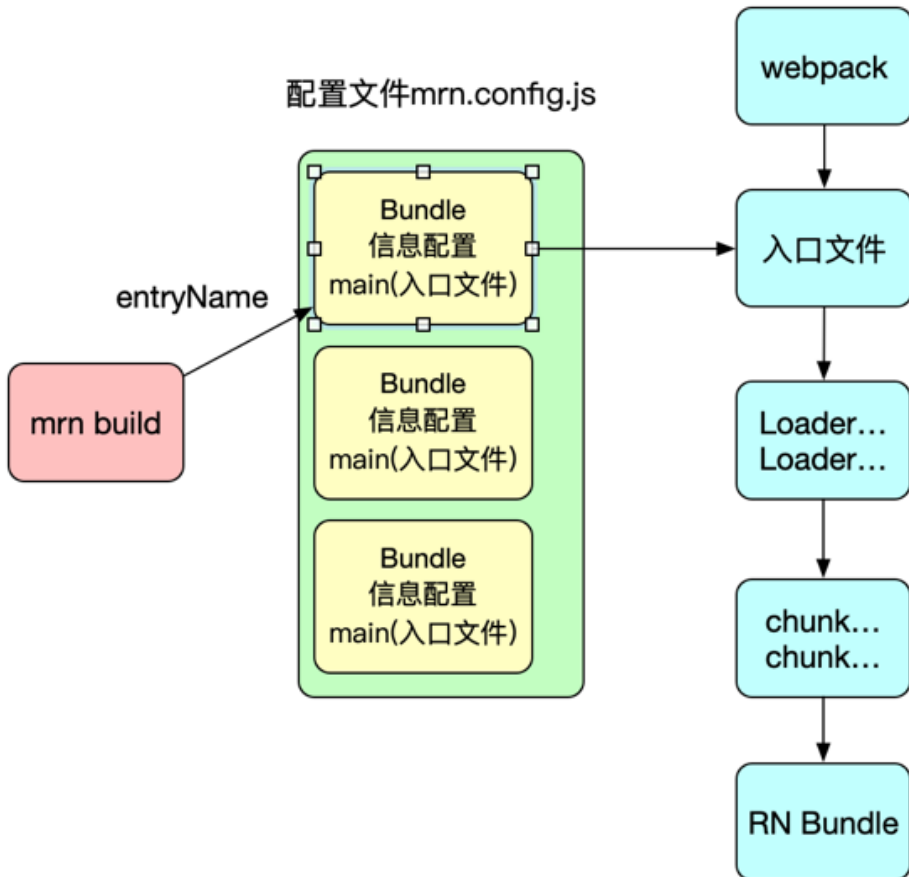 配置文件mrn.config.js
entryName
mrn build
Bundle
信息配置
main(入口文件)
Bundle
信息配置
main(入口文件)
Bundle
信息配置
main(入口文件)
webpack
入口文件
Loader...
Loader...
chunk...
chunk...
RN Bundle